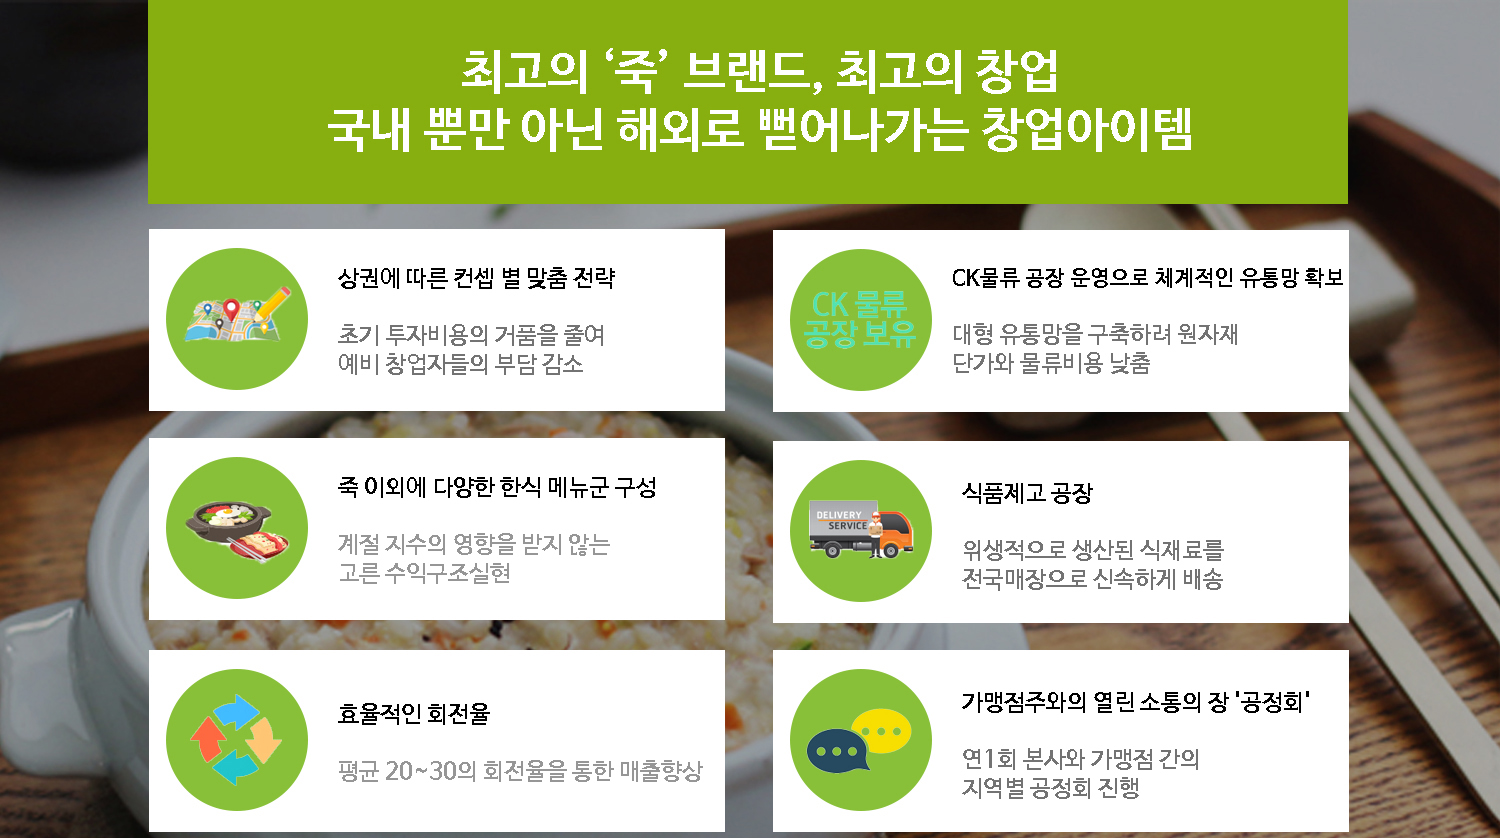 최고의 ‘죽’ 브랜드, 최고의 창업
국내 뿐만 아닌 해외로 뻗어나가는 창업아이템
상권에 따른 컨셉 별 맞춤 전략
초기 투자비용의 거품을 줄여
예비 창업자들의 부담 감소
CK 물류
공장 보유
CK물류 공장 운영으로 체계적인 유통망 확보
대형 유통망을 구축하려 원자재
단가와 물류비용 낮춤
죽 이외에 다양한 한식 메뉴군 구성
계절 지수의 영향을 받지 않는
고른 수익구조실현
DELIVERY
SERVICE
식품제고 공장
위생적으로 생산된 식재료를
전국매장으로 신속하게 배송
효율적인 회전율
평균 20~30의 회전율을 통한 매출향상
가맹점주와의 열린 소통의 장 '공정회'
연1회 본사와 가맹점 간의
지역별 공정회 진행